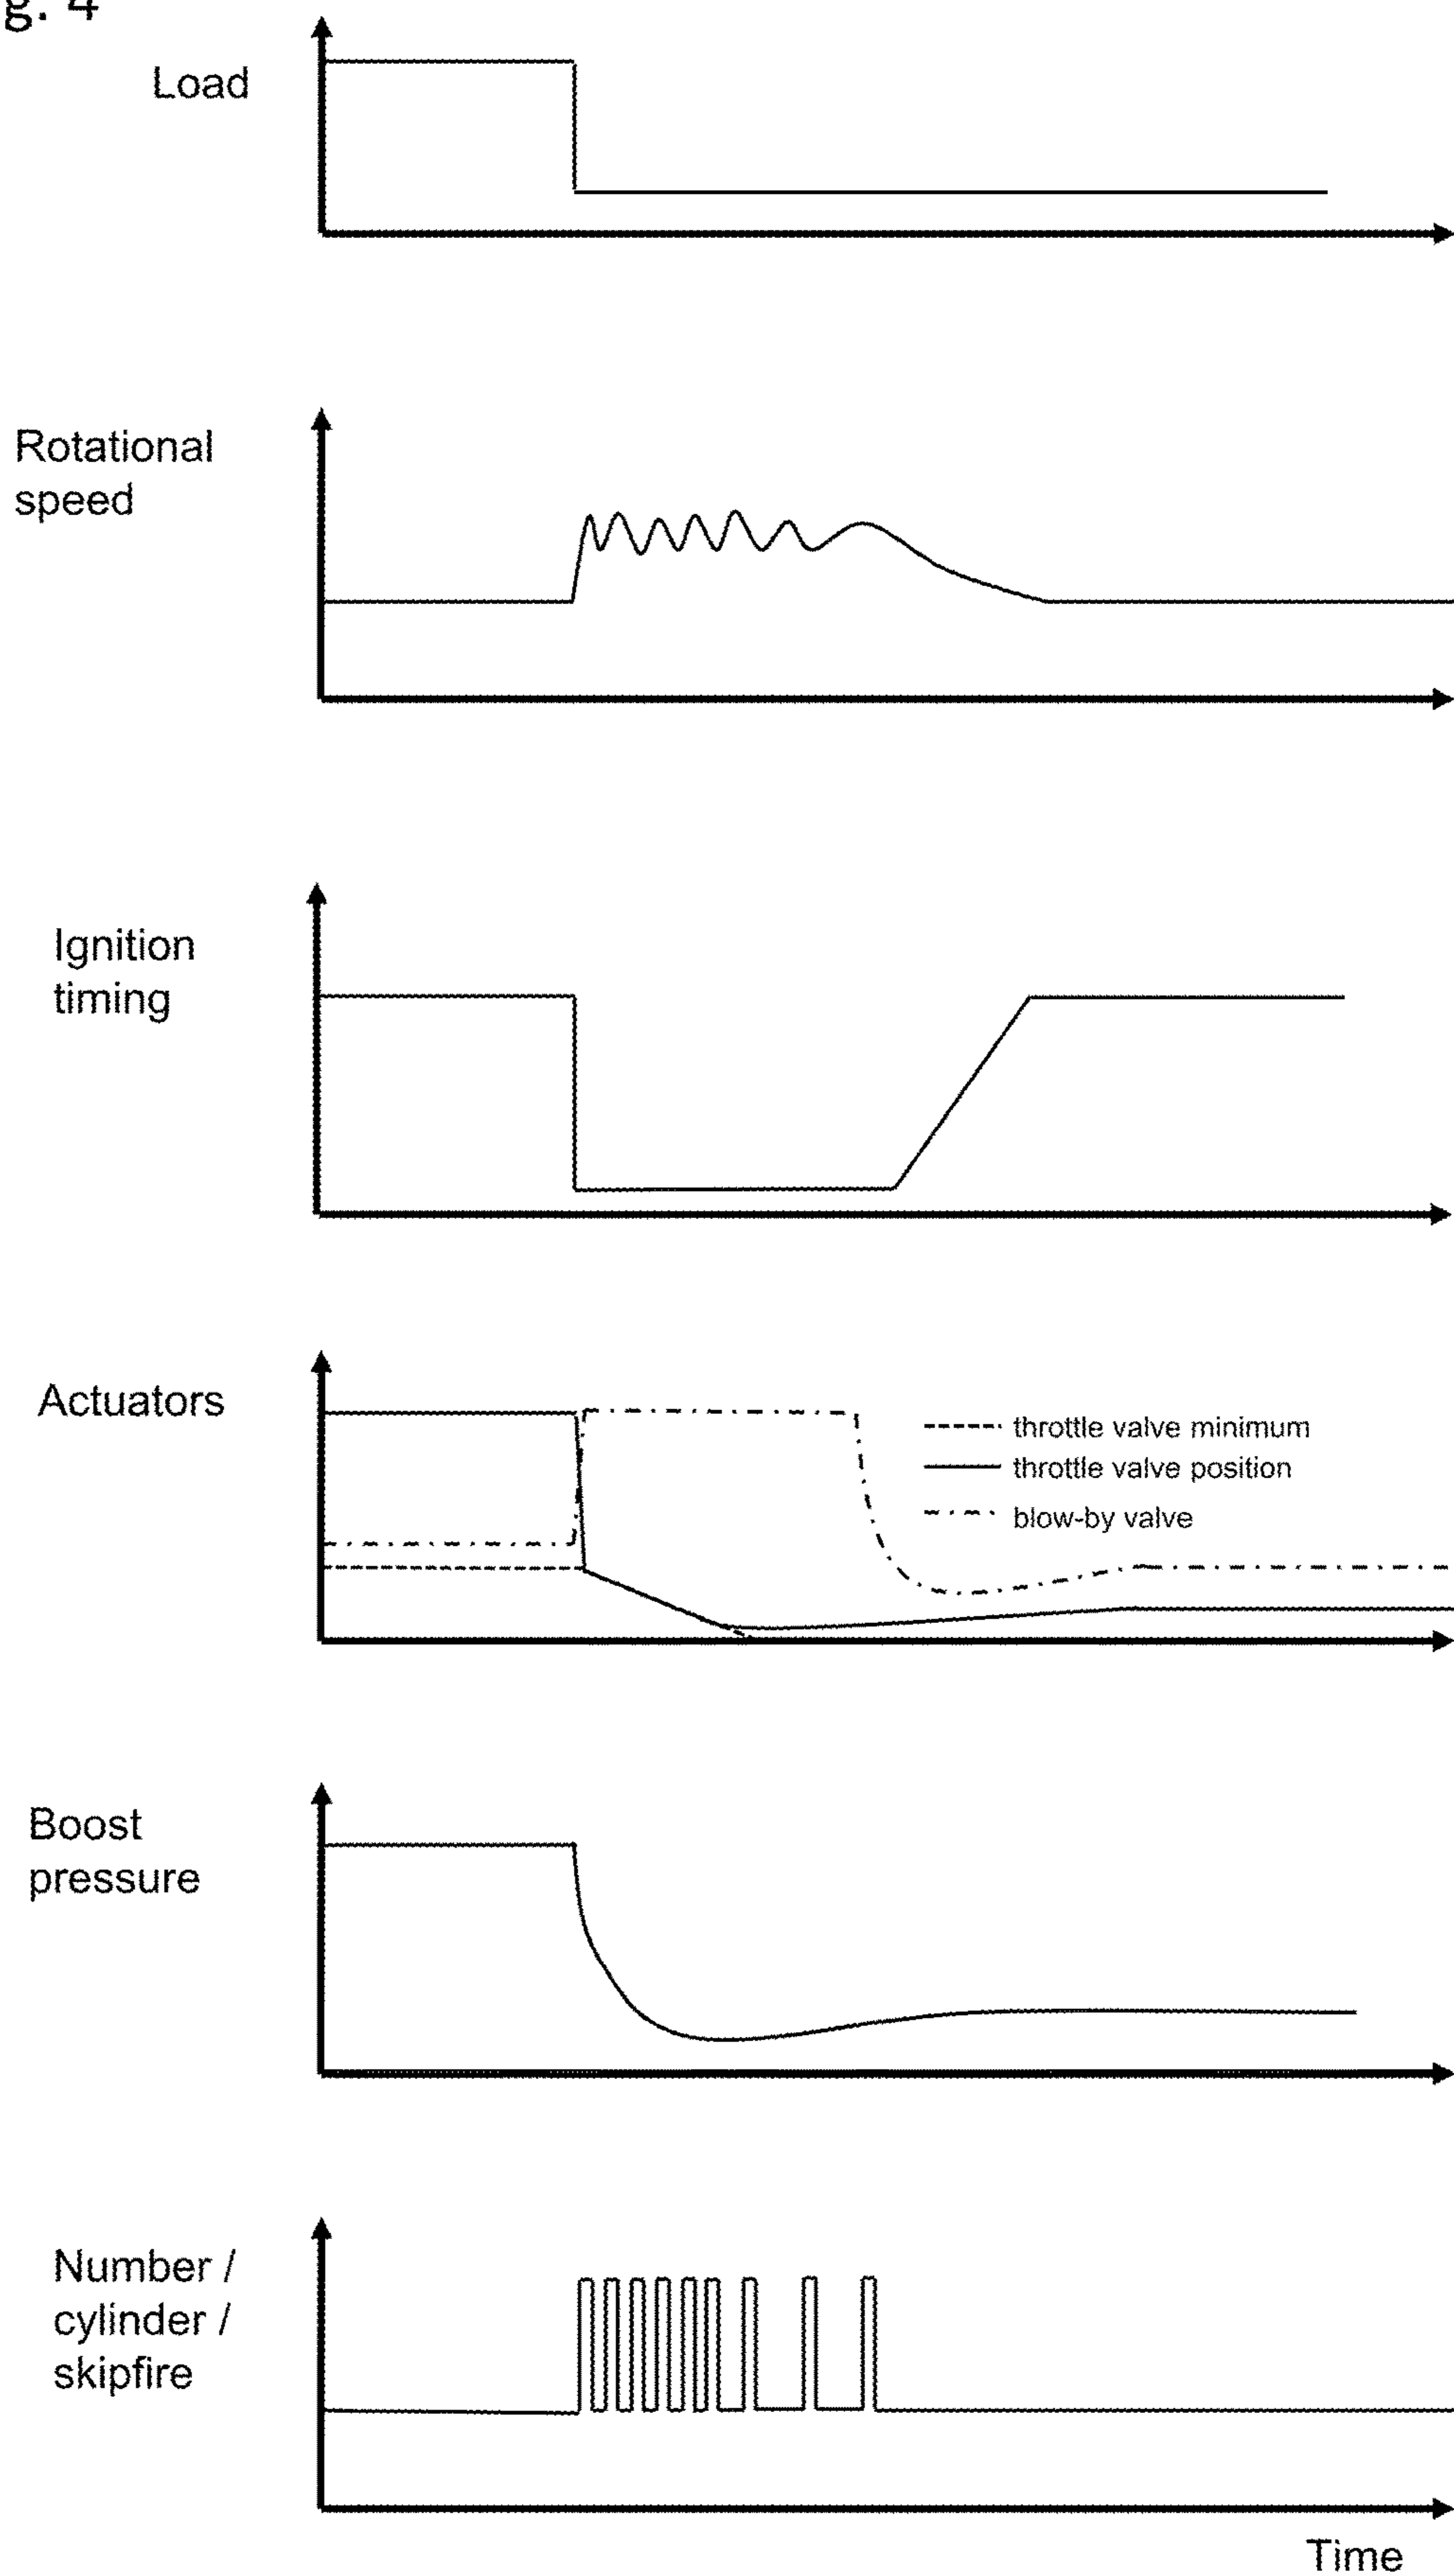 g. 4
Load
Rotational
speed
Ignition
timing
Actuators
throttle valve minimum
throttle valve position
blow-by valve
Boost
pressure
Number /
cylinder /
skipfire
Time